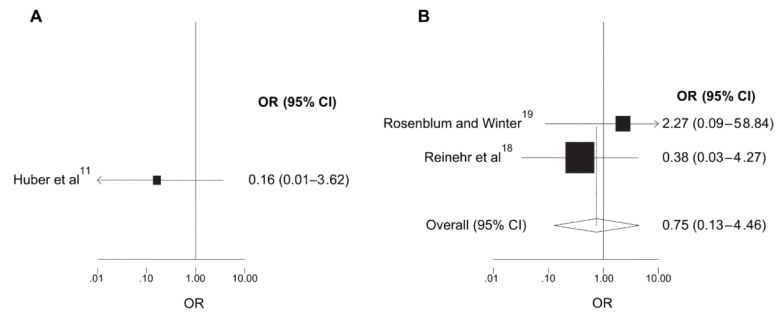 A
OR (95% CI)
Huber et al11 0.16 (0.01–3.62)
.01 .10 1.00 10.00
OR
B
OR (95% CI)
Rosenblum and Winter19 2.27 (0.09–58.84)
Reinehr et al18 0.38 (0.03–4.27)
Overall (95% CI) 0.75 (0.13–4.46)
.01 .10 1.00 10.00
OR